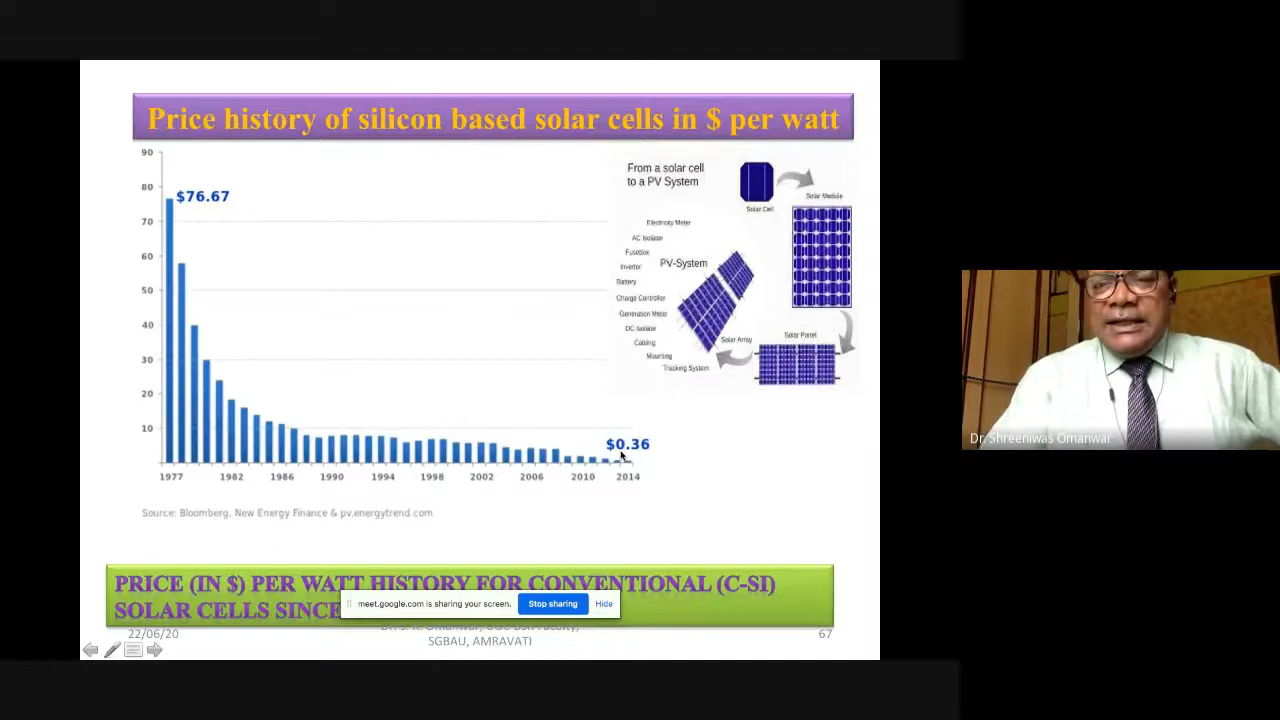 Price history of silicon based solar cells in $ per watt
90
80
70
60
50
40
30
20
10
$76.67
$0.36
1977
1982
1986
1990
1994
1998
2002
2006
2010
2014
Source: Bloomberg, New Energy Finance & pv.energytrend.com
From a solar cell
to a PV System
Solar Cell
Solar Module
Electricity Meter
AC Isolator
Fusebox
Inverter
PV-System
Battery
Charge Controller
Generation Meter
DC Isolator
Cabling
Mounting
Tracking System
Solar Array
Solar Panel
PRICE (IN $) PER WATT HISTORY FOR CONVENTIONAL (C-SI)
SOLAR CELLS SINCE
meet.google.com is sharing your screen.
Stop sharing
Hide
22/06/20
SGBAU, AMRAVATI
67
Dr. Shreeniwas Omanwar